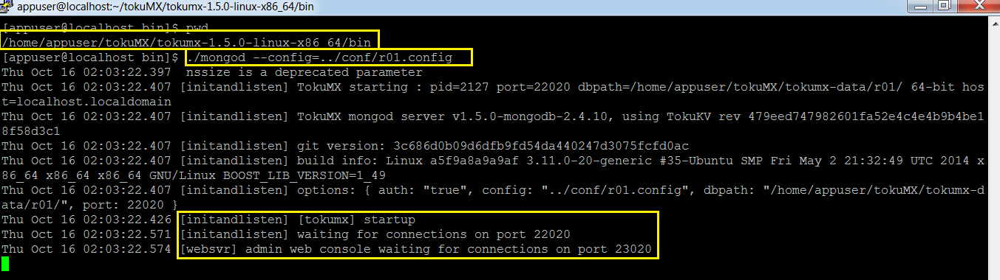 appuser@localhost:~/tokuMX/tokumx-1.5.0-linux-x86_64/bin
[appuser@localhost bin]$ pwd
/home/appuser/tokuMX/tokumx-1.5.0-linux-x86_64/bin
[appuser@localhost bin]$ ./mongod --config=../conf/r01.config
Thu Oct 16 02:03:22.397  nssize is a deprecated parameter
Thu Oct 16 02:03:22.407 [initandlisten] TokuMX starting : pid=2127 port=22020 dbpath=/home/appuser/tokuMX/tokumx-data/r01/ 64-bit hos
t=localhost.localdomain
Thu Oct 16 02:03:22.407 [initandlisten] TokuMX mongod server v1.5.0-mongodb-2.4.10, using TokuKV rev 479eed747982601fa52e4c4e4b9b4be1
8f58d3c1
Thu Oct 16 02:03:22.407 [initandlisten] git version: 3c686d0b09d6dfb9fd54da440247d3075fcfd0ac
Thu Oct 16 02:03:22.407 [initandlisten] build info: Linux a5f9a8a9a9af 3.11.0-20-generic #35-Ubuntu SMP Fri May 2 21:32:49 UTC 2014 x
86_64 x86_64 x86_64 GNU/Linux BOOST_LIB_VERSION=1_49
Thu Oct 16 02:03:22.407 [initandlisten] options: { auth: "true", config: "../conf/r01.config", dbpath: "/home/appuser/tokuMX/tokumx-d
ata/r01/", port: 22020 }
Thu Oct 16 02:03:22.426 [initandlisten] [tokumx] startup
Thu Oct 16 02:03:22.571 [initandlisten] waiting for connections on port 22020
Thu Oct 16 02:03:22.574 [websvr] admin web console waiting for connections on port 23020